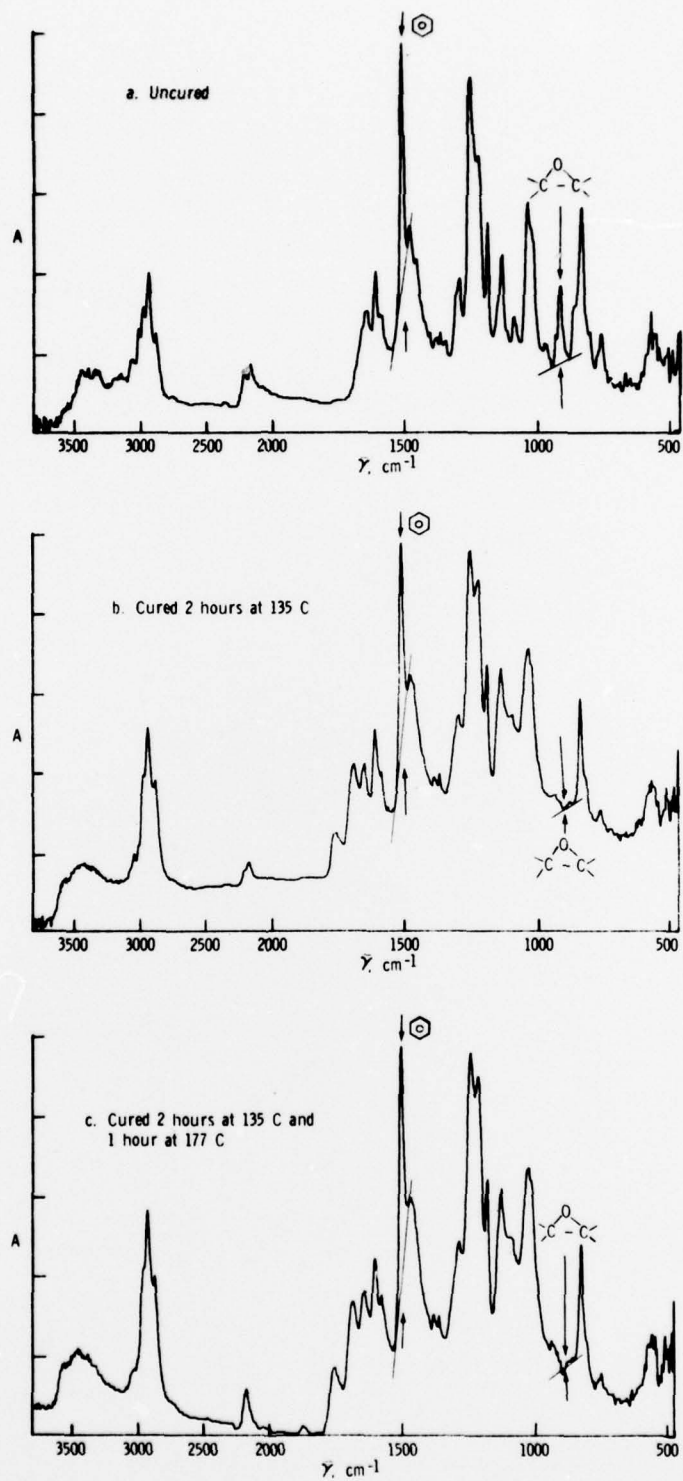 a. Uncured
O
C - C
A
3500 3000 2500 2000 1500 1000 500
γ̄, cm⁻¹
b. Cured 2 hours at 135 C
A
O
C - C
3500 3000 2500 2000 1500 1000 500
γ̄, cm⁻¹
c. Cured 2 hours at 135 C and
1 hour at 177 C
O
C - C
A
3500 3000 2500 2000 1500 1000 500
γ̄, cm⁻¹